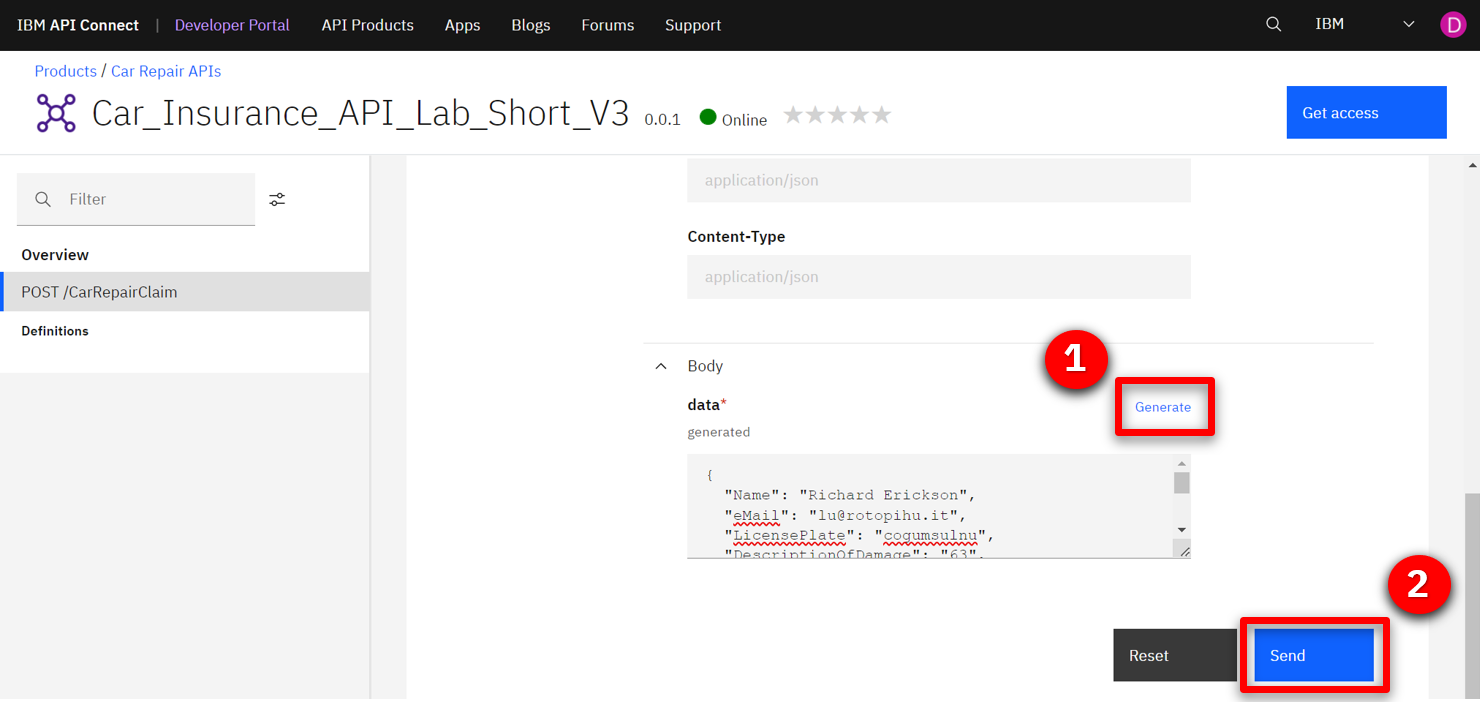 IBM API Connect | Developer Portal API Products Apps Blogs Forums Support IBM D
Products / Car Repair APIs
Car_Insurance_API_Lab_Short_V3 0.0.1 Online
Get access
Filter
Overview
POST /CarRepairClaim
Definitions
application/json
Content-Type
application/json
1
Body
data*
Generate
generated
{
"Name": "Richard Erickson",
"eMail": "lu@rotopihu.it",
"LicensePlate": "cogumsulnu",
"DescriptionOfDamage": "63",
2
Reset
Send